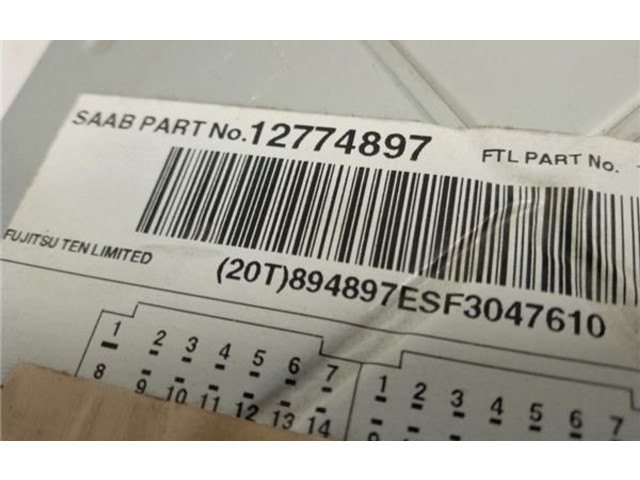 SAAB PART No. 12774897 FTL PART No.
FUJITSU TEN LIMITED
(20T)894897ESF3047610
1 2 3 4 5 6 7 1 2 3 4 5 6 7
8 9 10 11 12 13 14